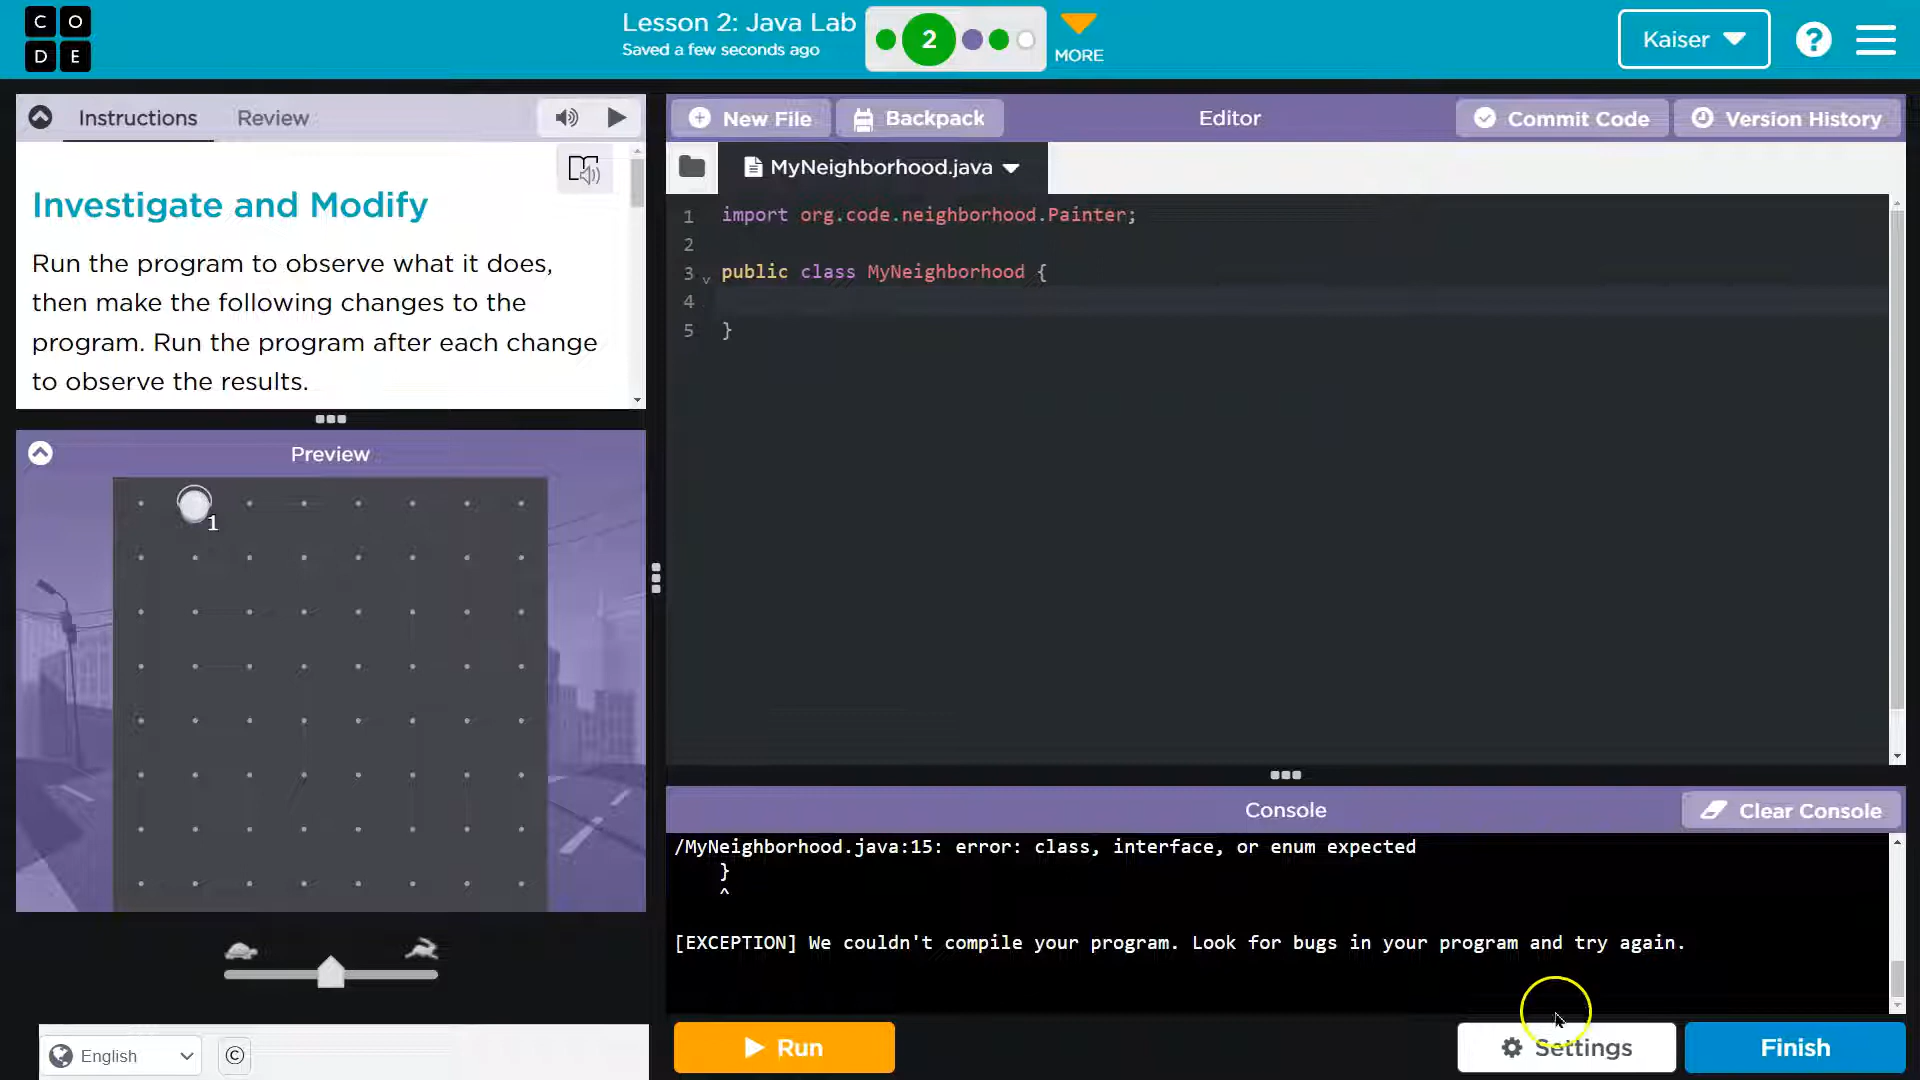 C O
D E
Lesson 2: Java Lab
Saved a few seconds ago
2
MORE
Kaiser
?
Instructions
Review
New File
Backpack
Editor
Commit Code
Version History
Investigate and Modify
Run the program to observe what it does,
then make the following changes to the
program. Run the program after each change
to observe the results.
MyNeighborhood.java
1 import org.code.neighborhood.Painter;
2
3 public class MyNeighborhood {
4
5 }
Preview
1
Console
Clear Console
/MyNeighborhood.java:15: error: class, interface, or enum expected
}
^
[EXCEPTION] We couldn't compile your program. Look for bugs in your program and try again.
English
©
Run
Settings
Finish